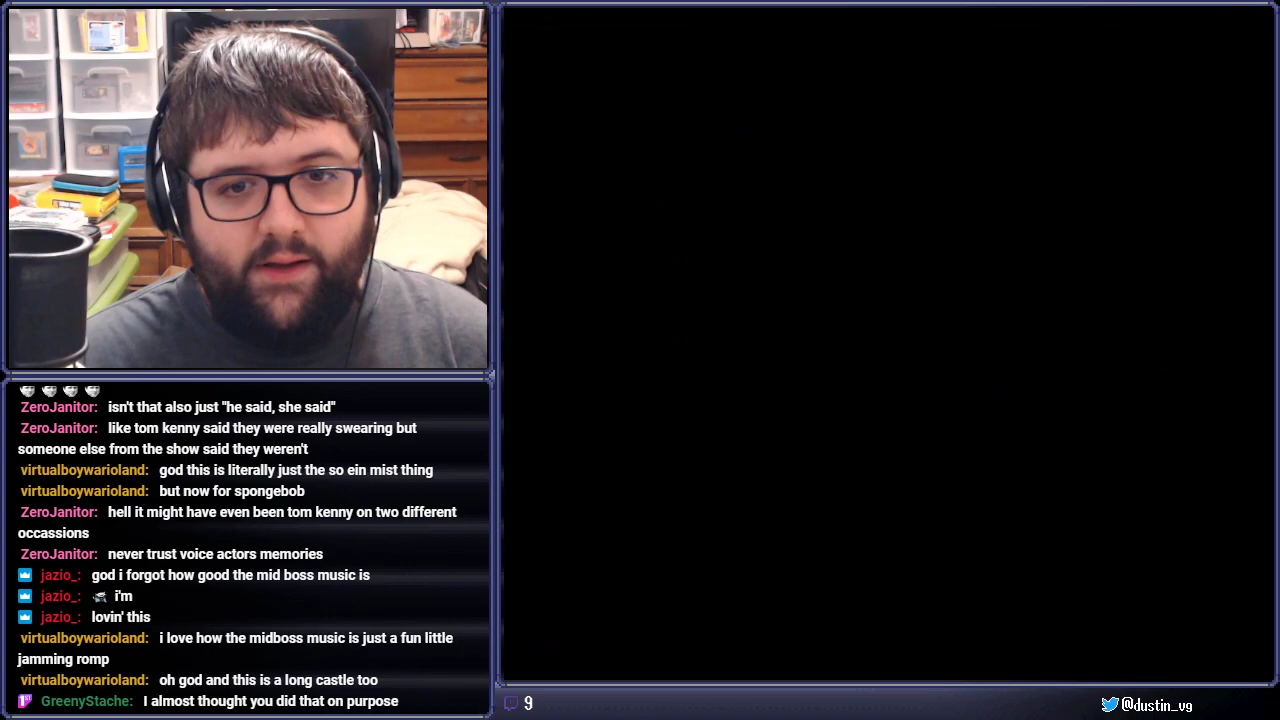 ZeroJanitor: isn't that also just "he said, she said"
ZeroJanitor: like tom kenny said they were really swearing but
someone else from the show said they weren't
virtualboywarioland: god this is literally just the so ein mist thing
virtualboywarioland: but now for spongebob
ZeroJanitor: hell it might have even been tom kenny on two different
occassions
ZeroJanitor: never trust voice actors memories
jazio_: god i forgot how good the mid boss music is
jazio_: i'm
jazio_: lovin' this
virtualboywarioland: i love how the midboss music is just a fun little
jamming romp
virtualboywarioland: oh god and this is a long castle too
1ST GreenyStache: I almost thought you did that on purpose
9
@dustin_vg